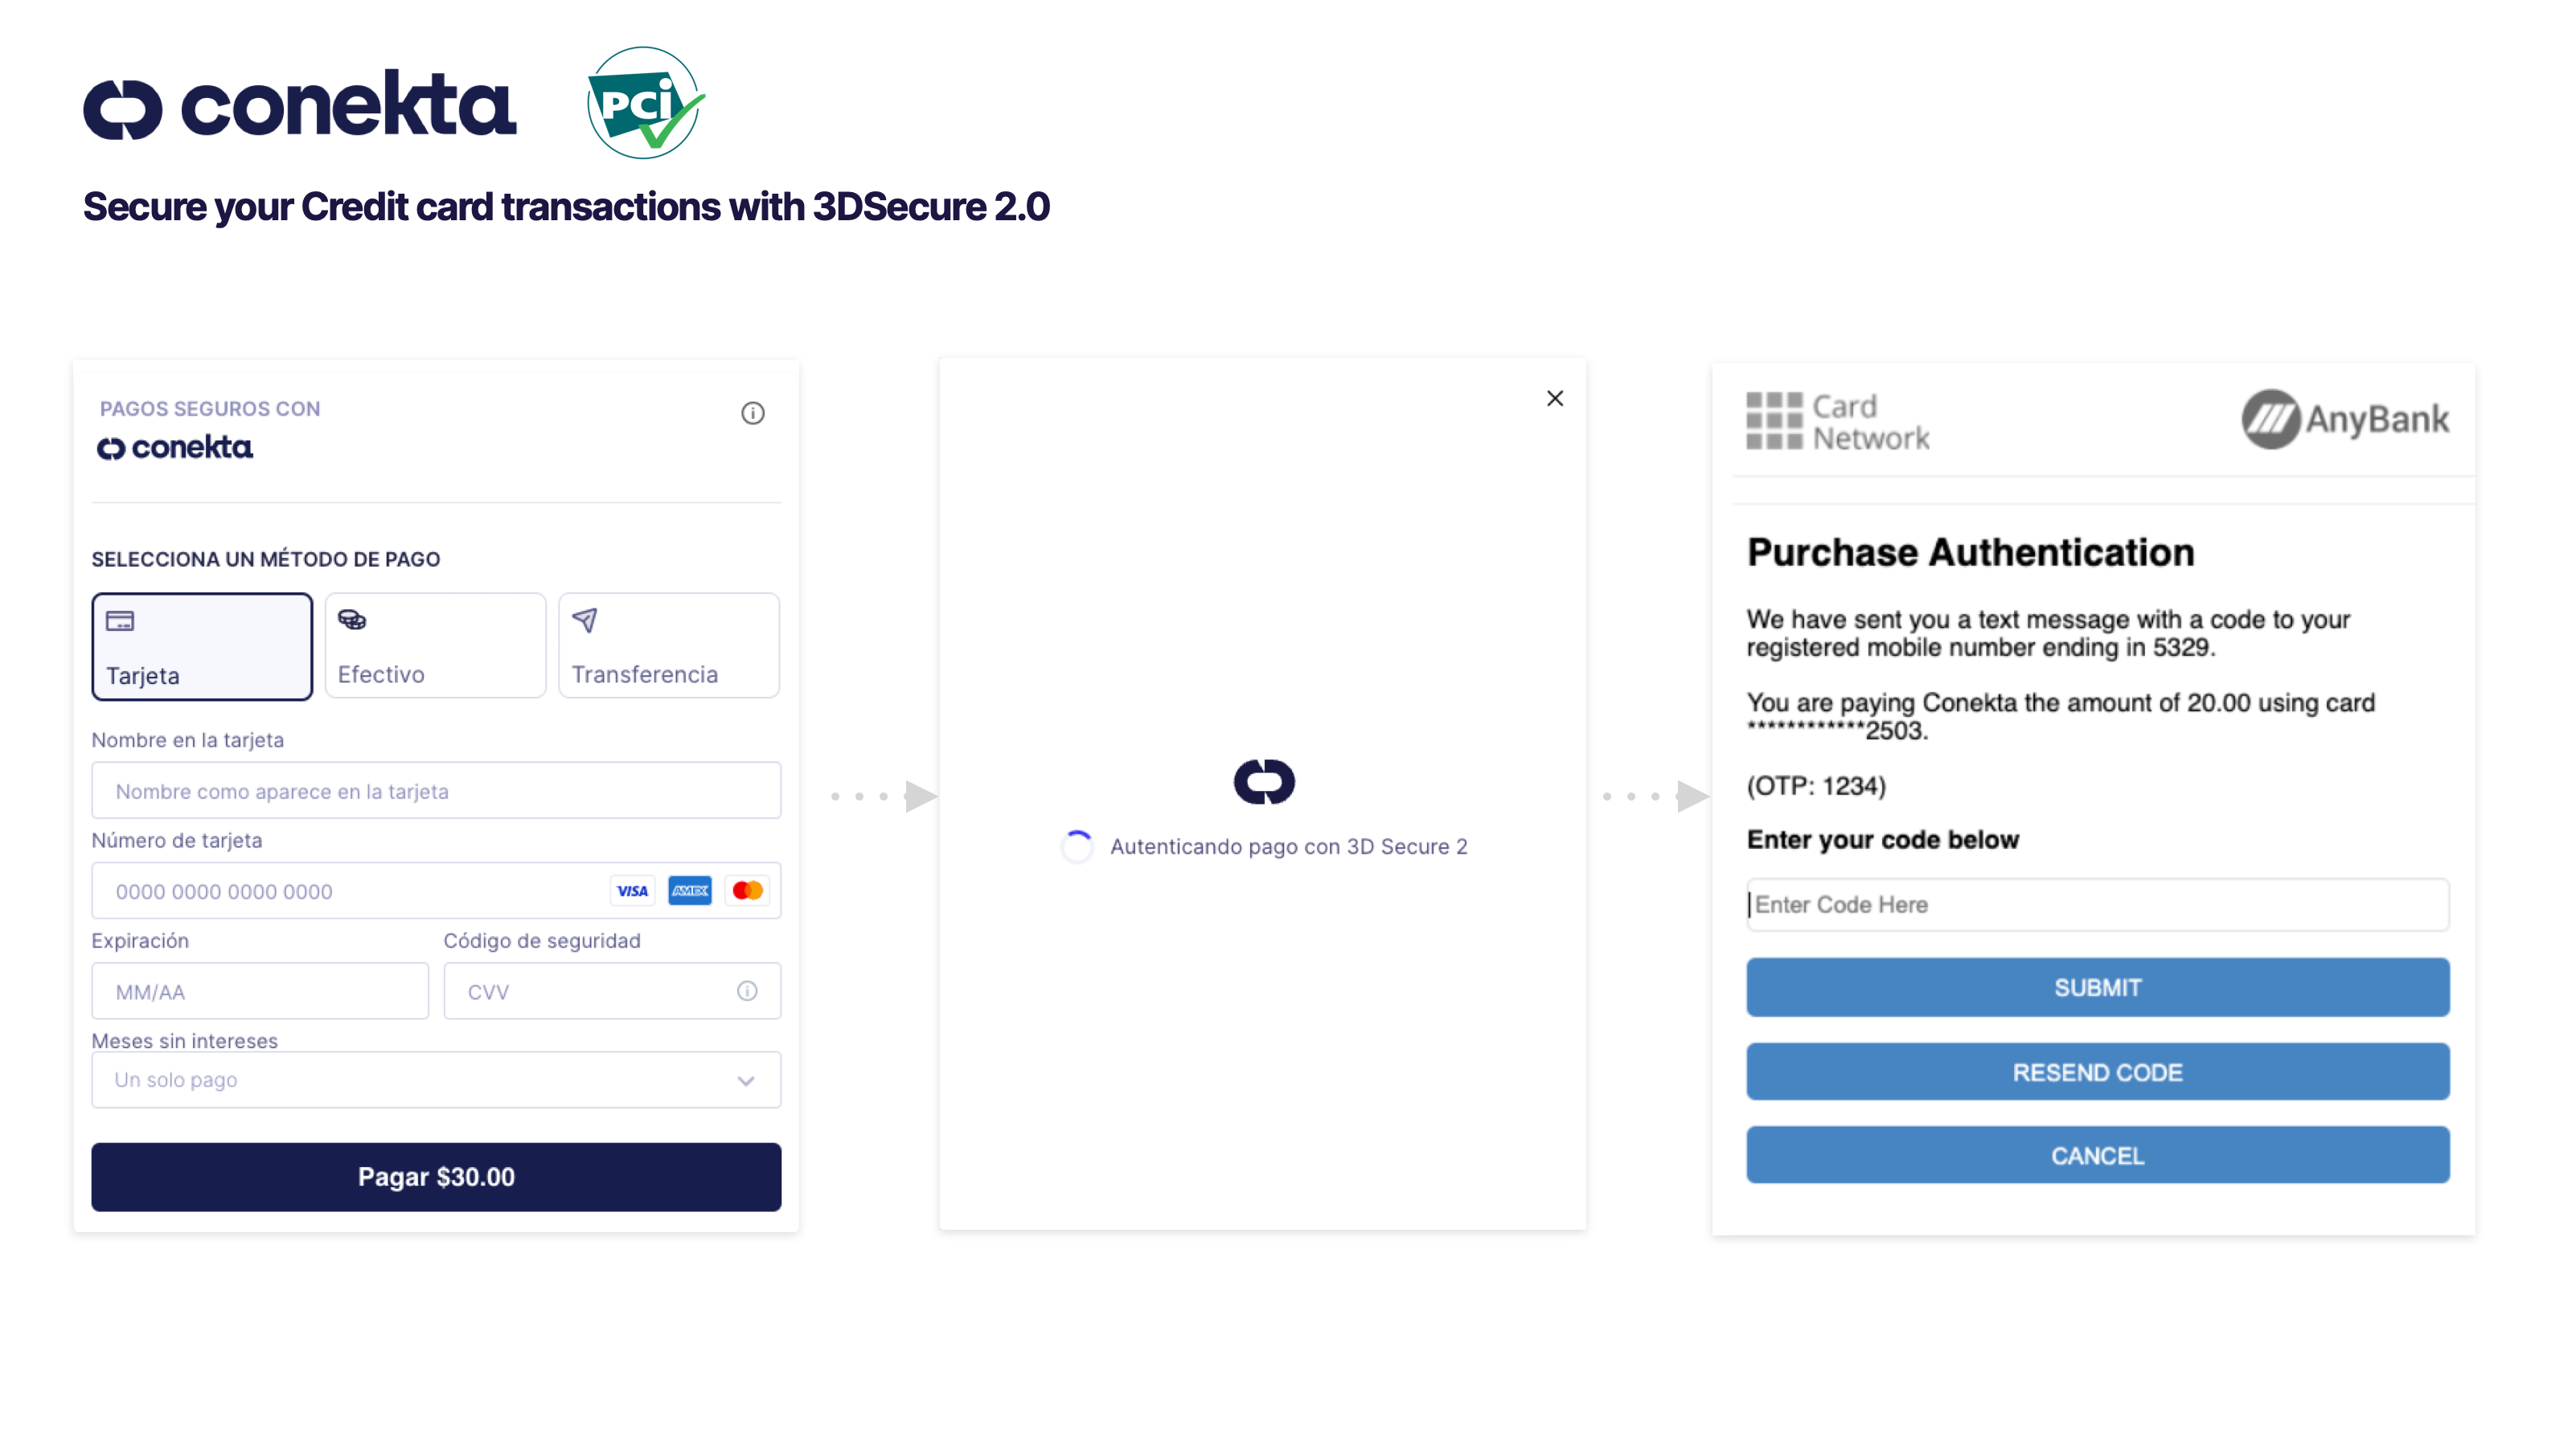 conekta
PCi
Secure your Credit card transactions with 3DSecure 2.0
PAGOS SEGUROS CON
conekta
SELECCIONA UN MÉTODO DE PAGO
Tarjeta
Efectivo
Transferencia
Nombre en la tarjeta
Nombre como aparece en la tarjeta
Número de tarjeta
0000 0000 0000 0000
VISA
AMEX
Expiración
Código de seguridad
MM/AA
CVV
Meses sin intereses
Un solo pago
Pagar $30.00
Autenticando pago con 3D Secure 2
Card
Network
AnyBank
Purchase Authentication
We have sent you a text message with a code to your
registered mobile number ending in 5329.
You are paying Conekta the amount of 20.00 using card
************2503.
(OTP: 1234)
Enter your code below
Enter Code Here
SUBMIT
RESEND CODE
CANCEL